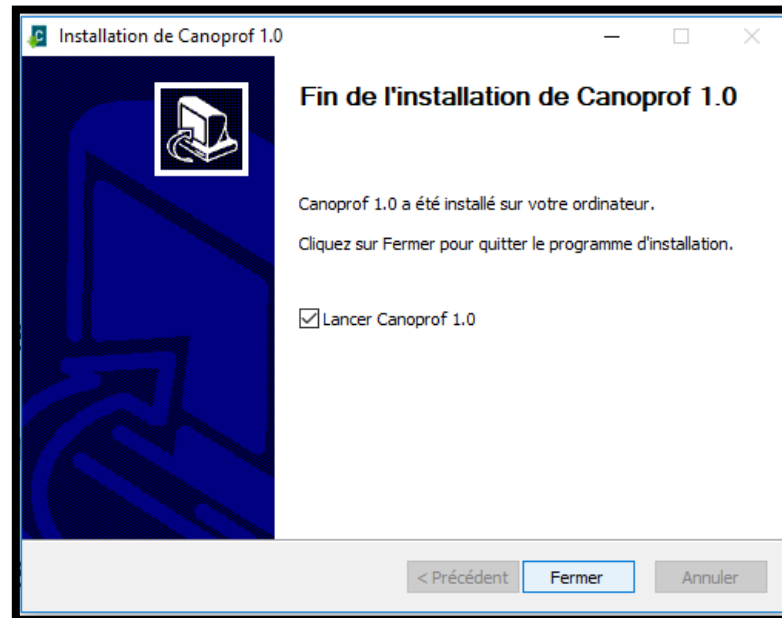 Installation de Canoprof 1.0
Fin de l'installation de Canoprof 1.0
Canoprof 1.0 a été installé sur votre ordinateur.
Cliquez sur Fermer pour quitter le programme d'installation.
Lancer Canoprof 1.0
< Précédent Fermer Annuler